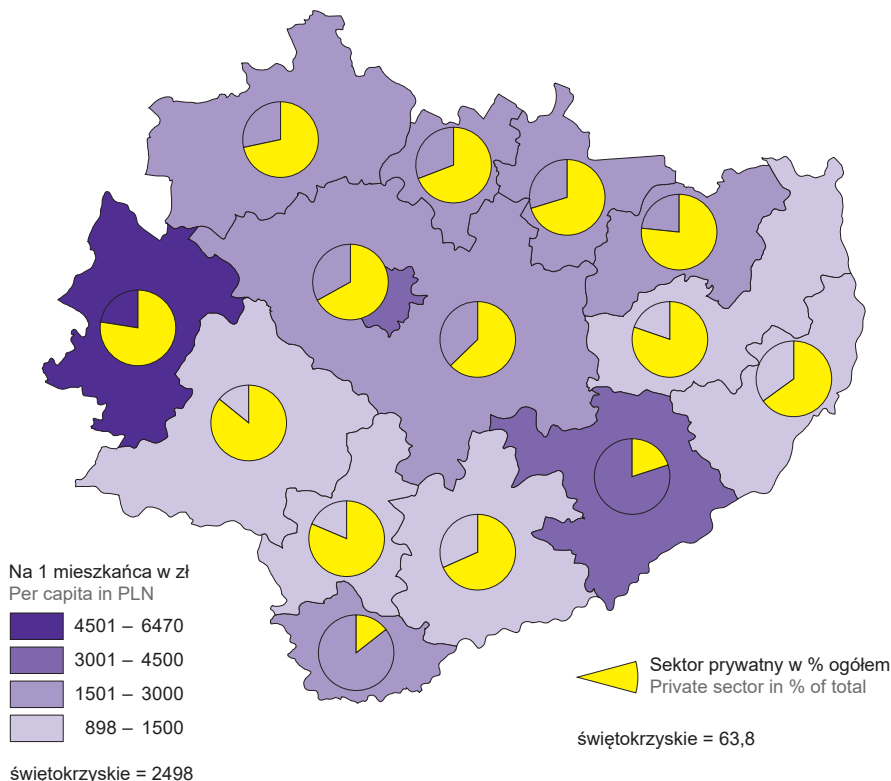 Na 1 mieszkańca w zł
Per capita in PLN
4501 – 6470
3001 – 4500
1501 – 3000
898 – 1500
świętokrzyskie = 2498
Sektor prywatny w % ogółem
Private sector in % of total
świętokrzyskie = 63,8